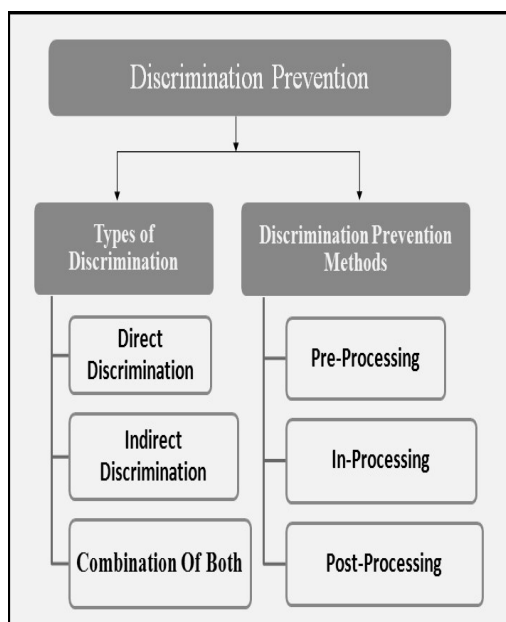 Discrimination Prevention
Types of
Discrimination
Direct
Discrimination
Indirect
Discrimination
Combination Of Both
Discrimination Prevention
Methods
Pre-Processing
In-Processing
Post-Processing